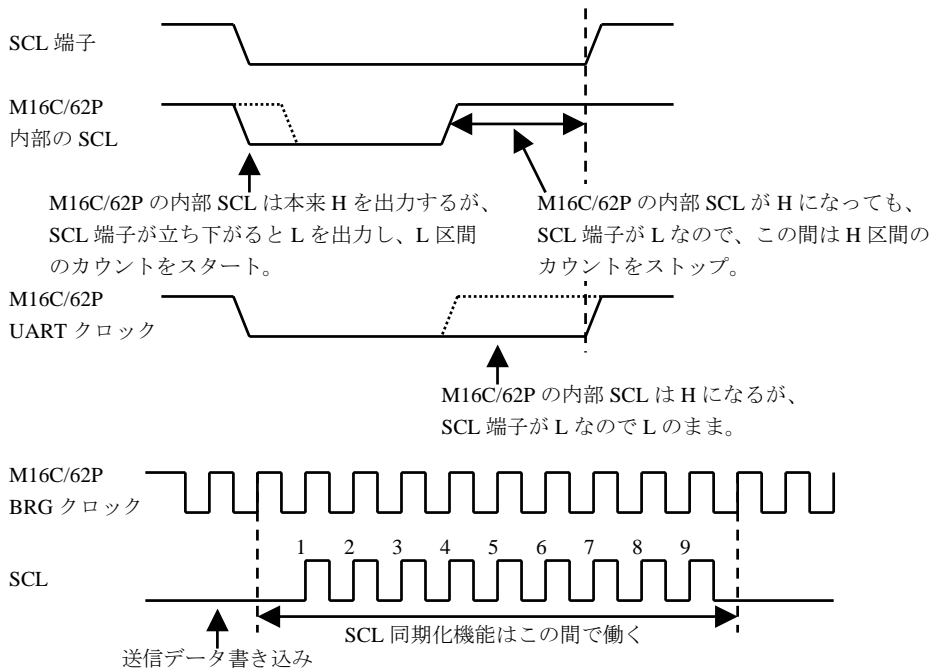 SCL 端子
M16C/62P
内部の SCL
M16C/62P の内部 SCL は本来 H を出力するが、
SCL 端子が立ち下がると L を出力し、L 区間
のカウントをスタート。
M16C/62P の内部 SCL が H になっても、
SCL 端子が L なので、この間は H 区間の
カウントをストップ。
M16C/62P
UART クロック
M16C/62P の内部 SCL は H になるが、
SCL 端子が L なので L のまま。
M16C/62P
BRG クロック
1 2 3 4 5 6 7 8 9
SCL
SCL 同期化機能はこの間で働く
送信データ書き込み